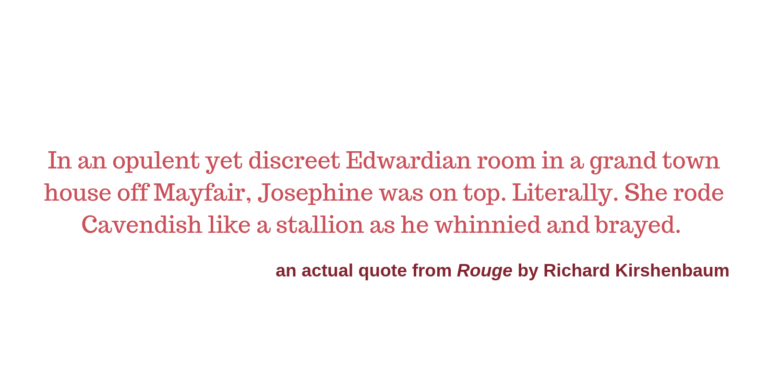 In an opulent yet discreet Edwardian room in a grand town
house off Mayfair, Josephine was on top. Literally. She rode
Cavendish like a stallion as he whinnied and brayed.
an actual quote from Rouge by Richard Kirshenbaum